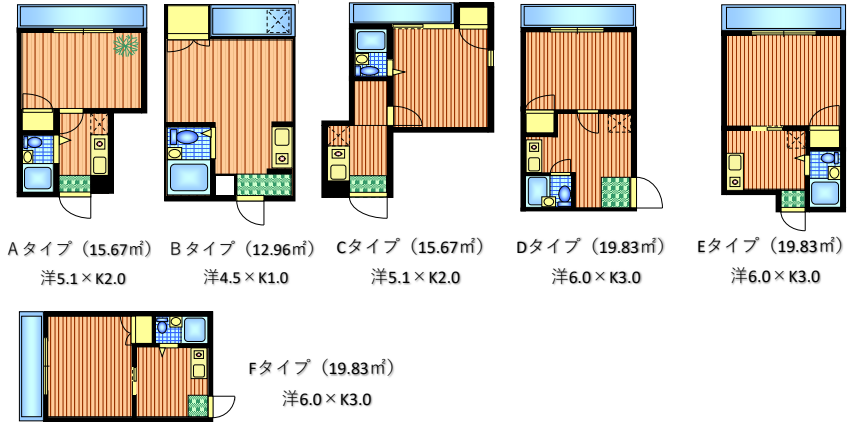 Aタイプ（15.67㎡）
洋5.1×K2.0
Bタイプ（12.96㎡）
洋4.5×K1.0
Cタイプ（15.67㎡）
洋5.1×K2.0
Dタイプ（19.83㎡）
洋6.0×K3.0
Eタイプ（19.83㎡）
洋6.0×K3.0
Fタイプ（19.83㎡）
洋6.0×K3.0